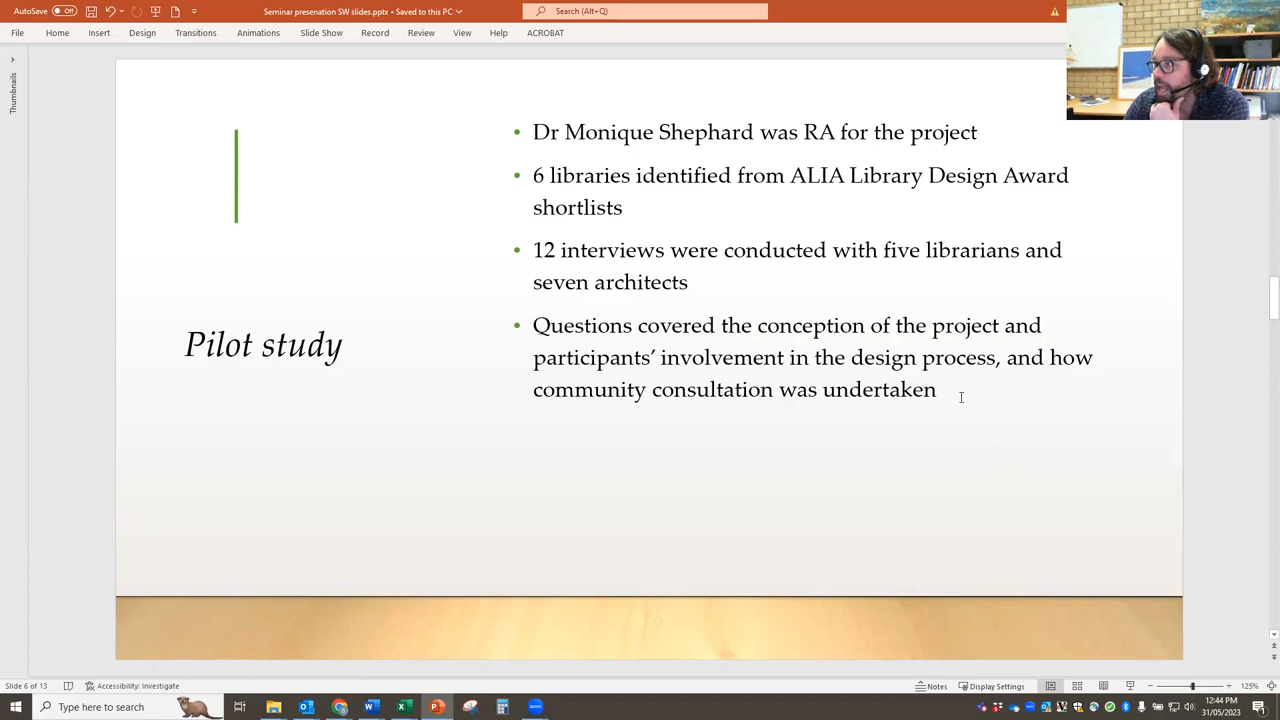 AutoSave Off
Seminar presenation SW slides.pptx • Saved to this PC
Search (Alt+Q)
File Home Insert Design Transitions Animations Slide Show Record Review View Help ACROBAT
Thumbnails
• Dr Monique Shephard was RA for the project
• 6 libraries identified from ALIA Library Design Award
shortlists
• 12 interviews were conducted with five librarians and
seven architects
• Questions covered the conception of the project and
participants’ involvement in the design process, and how
community consultation was undertaken
Pilot study
Slide 6 of 13 Accessibility: Investigate Notes Display Settings 125%
Type here to search
12:44 PM
31/05/2023